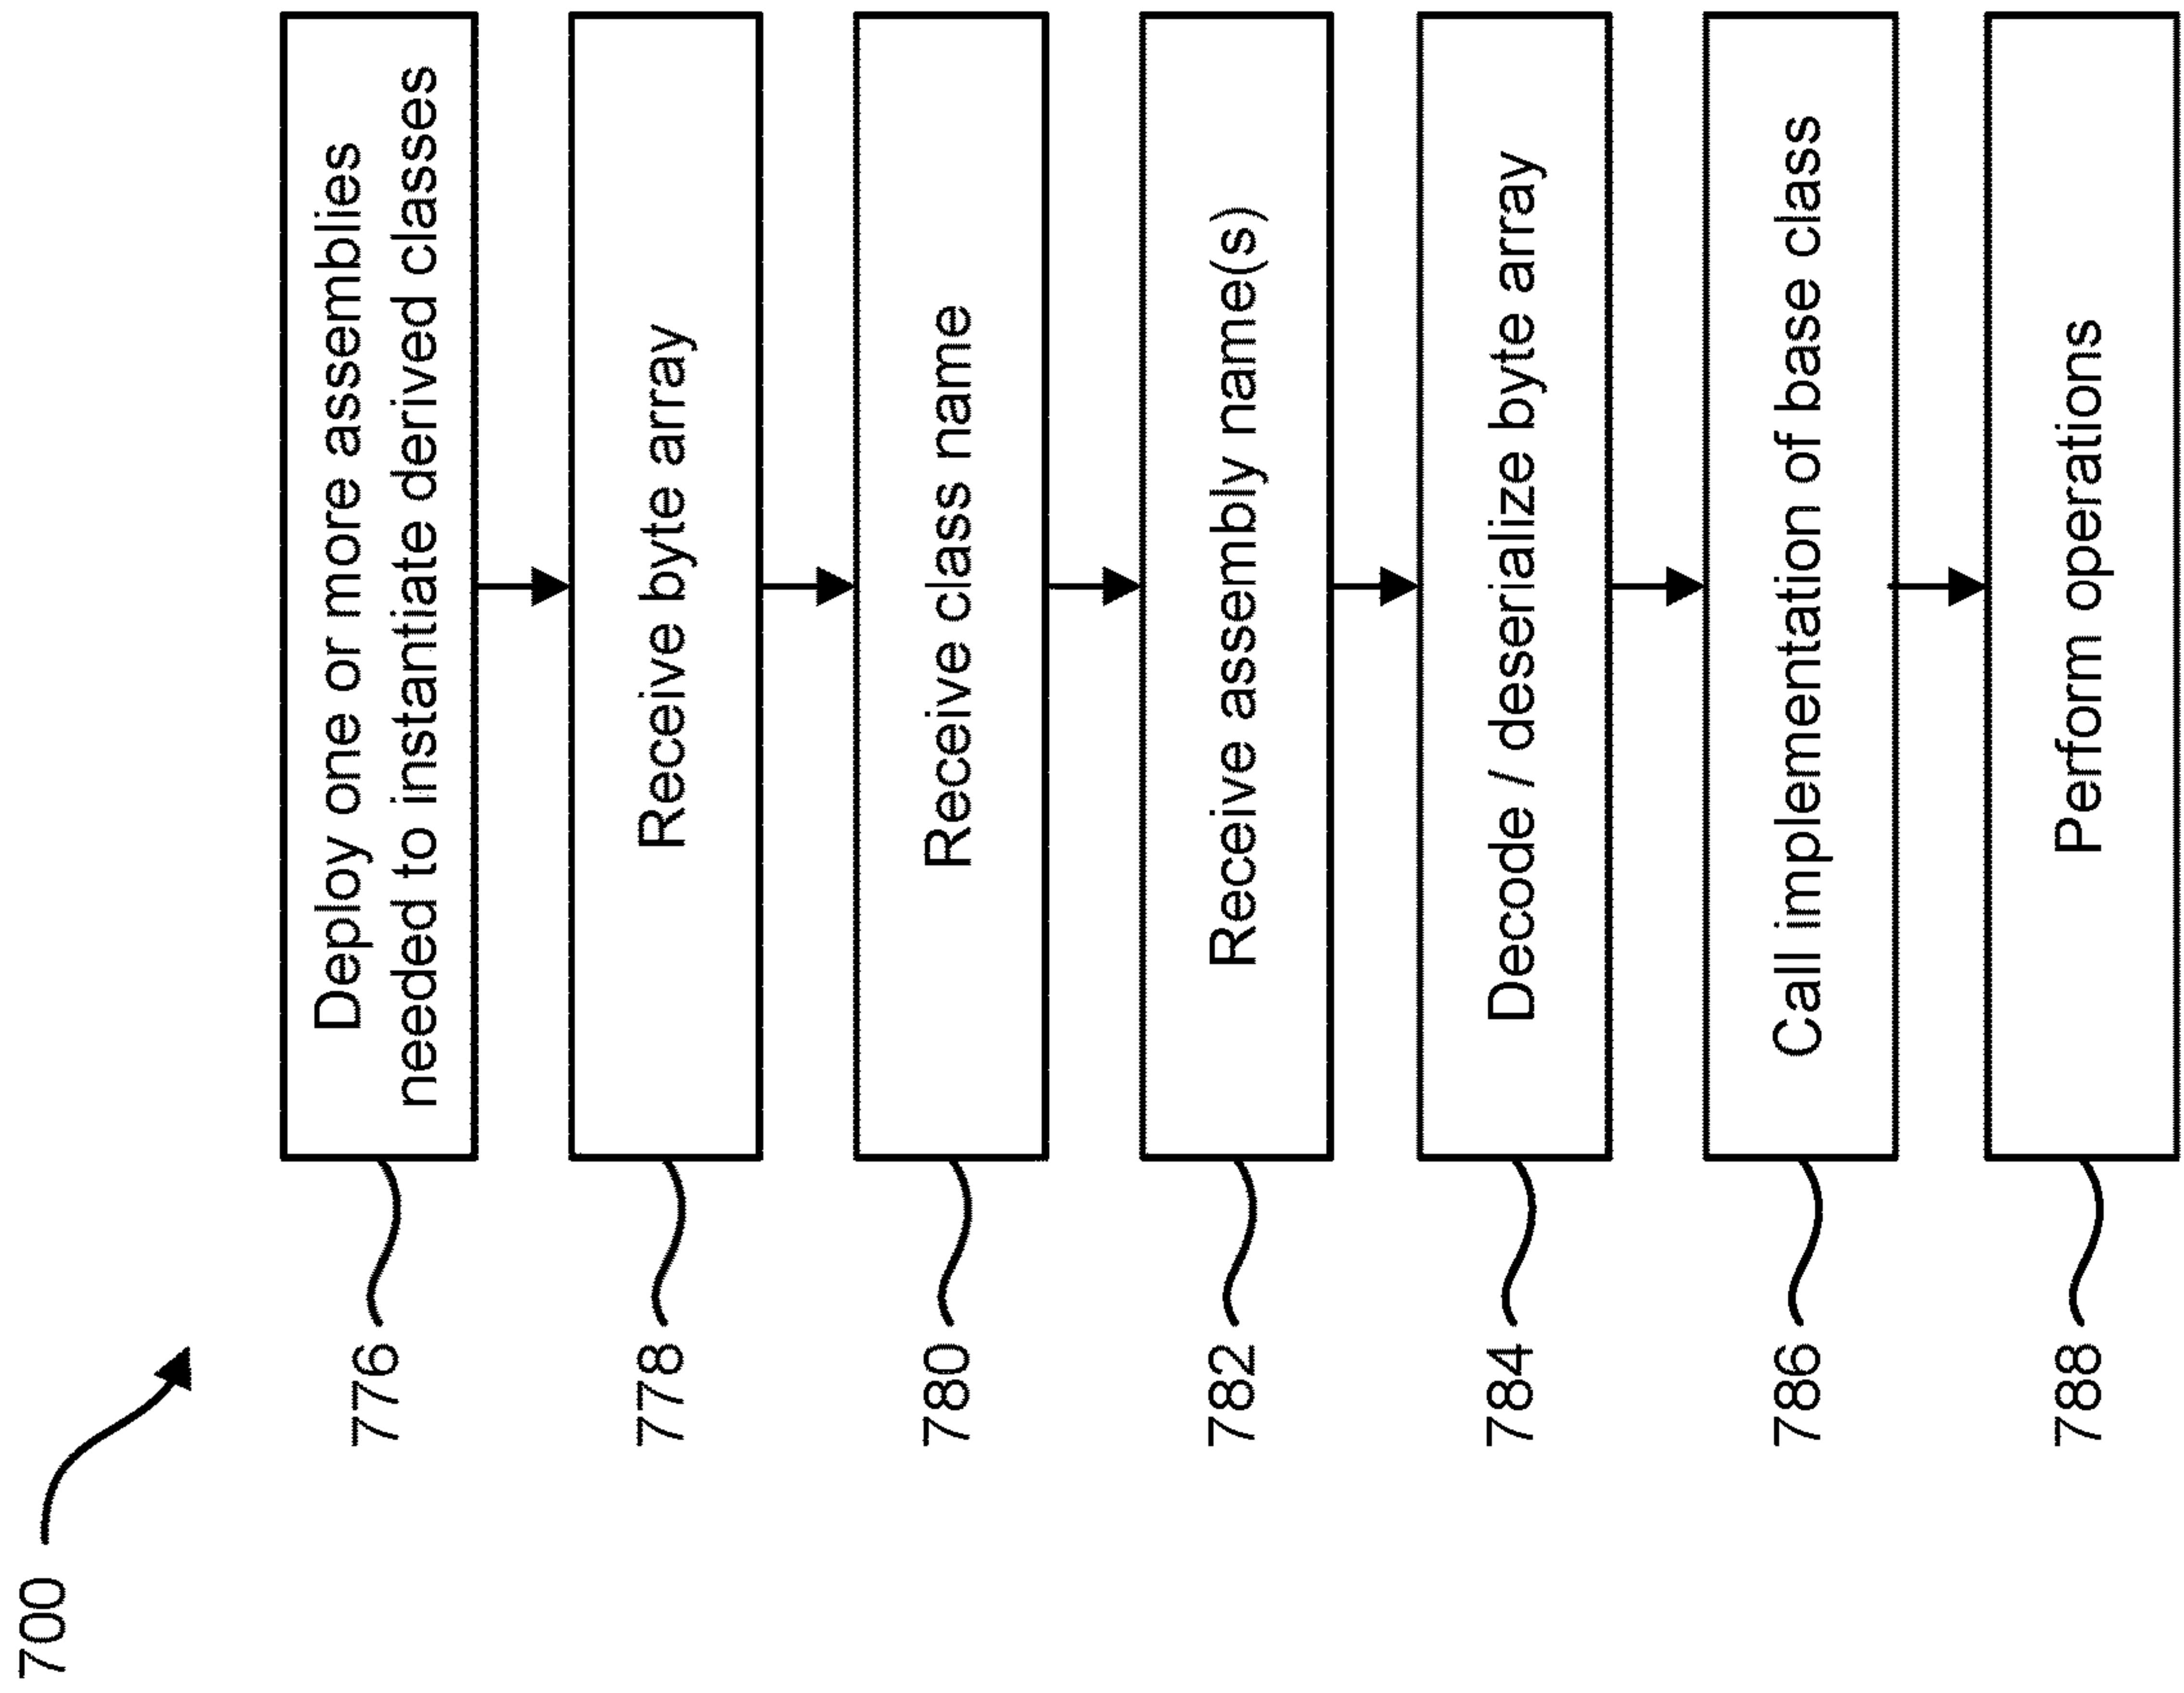 700
776
Deploy one or more assemblies
needed to instantiate derived classes
778
Receive byte array
780
Receive class name
782
Receive assembly name(s)
784
Decode / deserialize byte array
786
Call implementation of base class
788
Perform operations